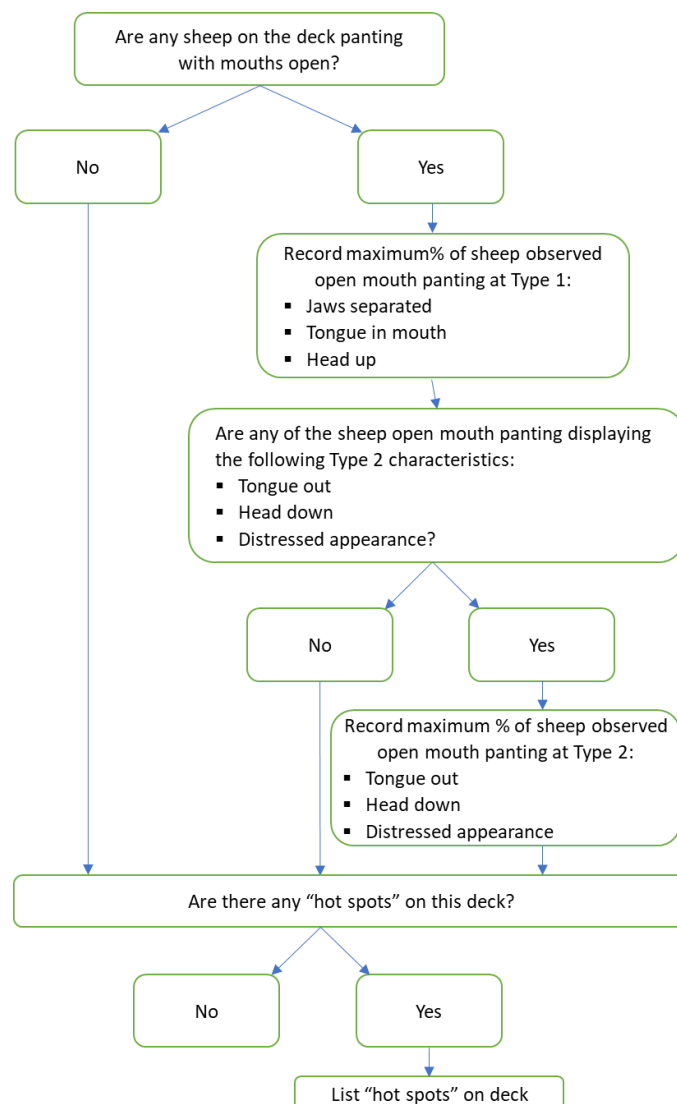 Are any sheep on the deck panting
with mouths open?
No
Yes
Record maximum% of sheep observed
open mouth panting at Type 1:
▪ Jaws separated
▪ Tongue in mouth
▪ Head up
Are any of the sheep open mouth panting displaying
the following Type 2 characteristics:
▪ Tongue out
▪ Head down
▪ Distressed appearance?
No
Yes
Record maximum % of sheep observed
open mouth panting at Type 2:
▪ Tongue out
▪ Head down
▪ Distressed appearance
Are there any “hot spots” on this deck?
No
Yes
List “hot spots” on deck